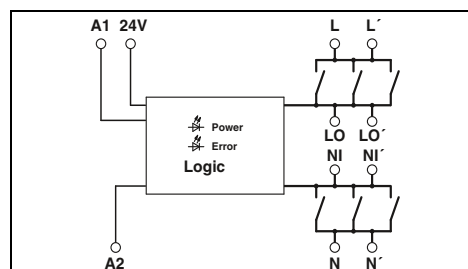 A1 24V L L´
Power
Error
Logic
LO LO´
NI NI´
A2 N N´